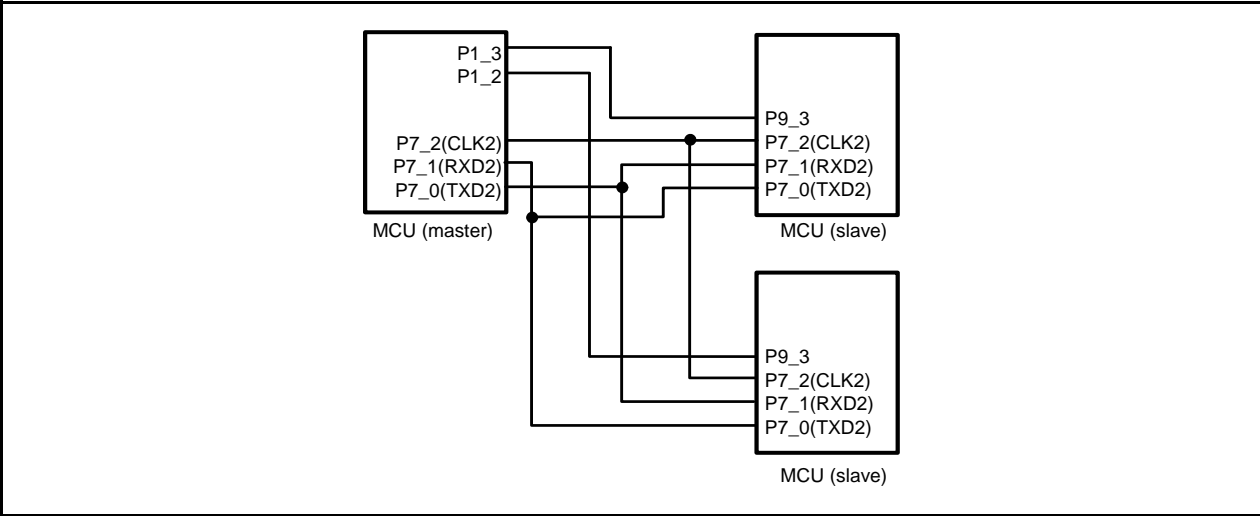 P1_3
P1_2
P7_2(CLK2)
P7_1(RXD2)
P7_0(TXD2)
MCU (master)
P9_3
P7_2(CLK2)
P7_1(RXD2)
P7_0(TXD2)
MCU (slave)
P9_3
P7_2(CLK2)
P7_1(RXD2)
P7_0(TXD2)
MCU (slave)